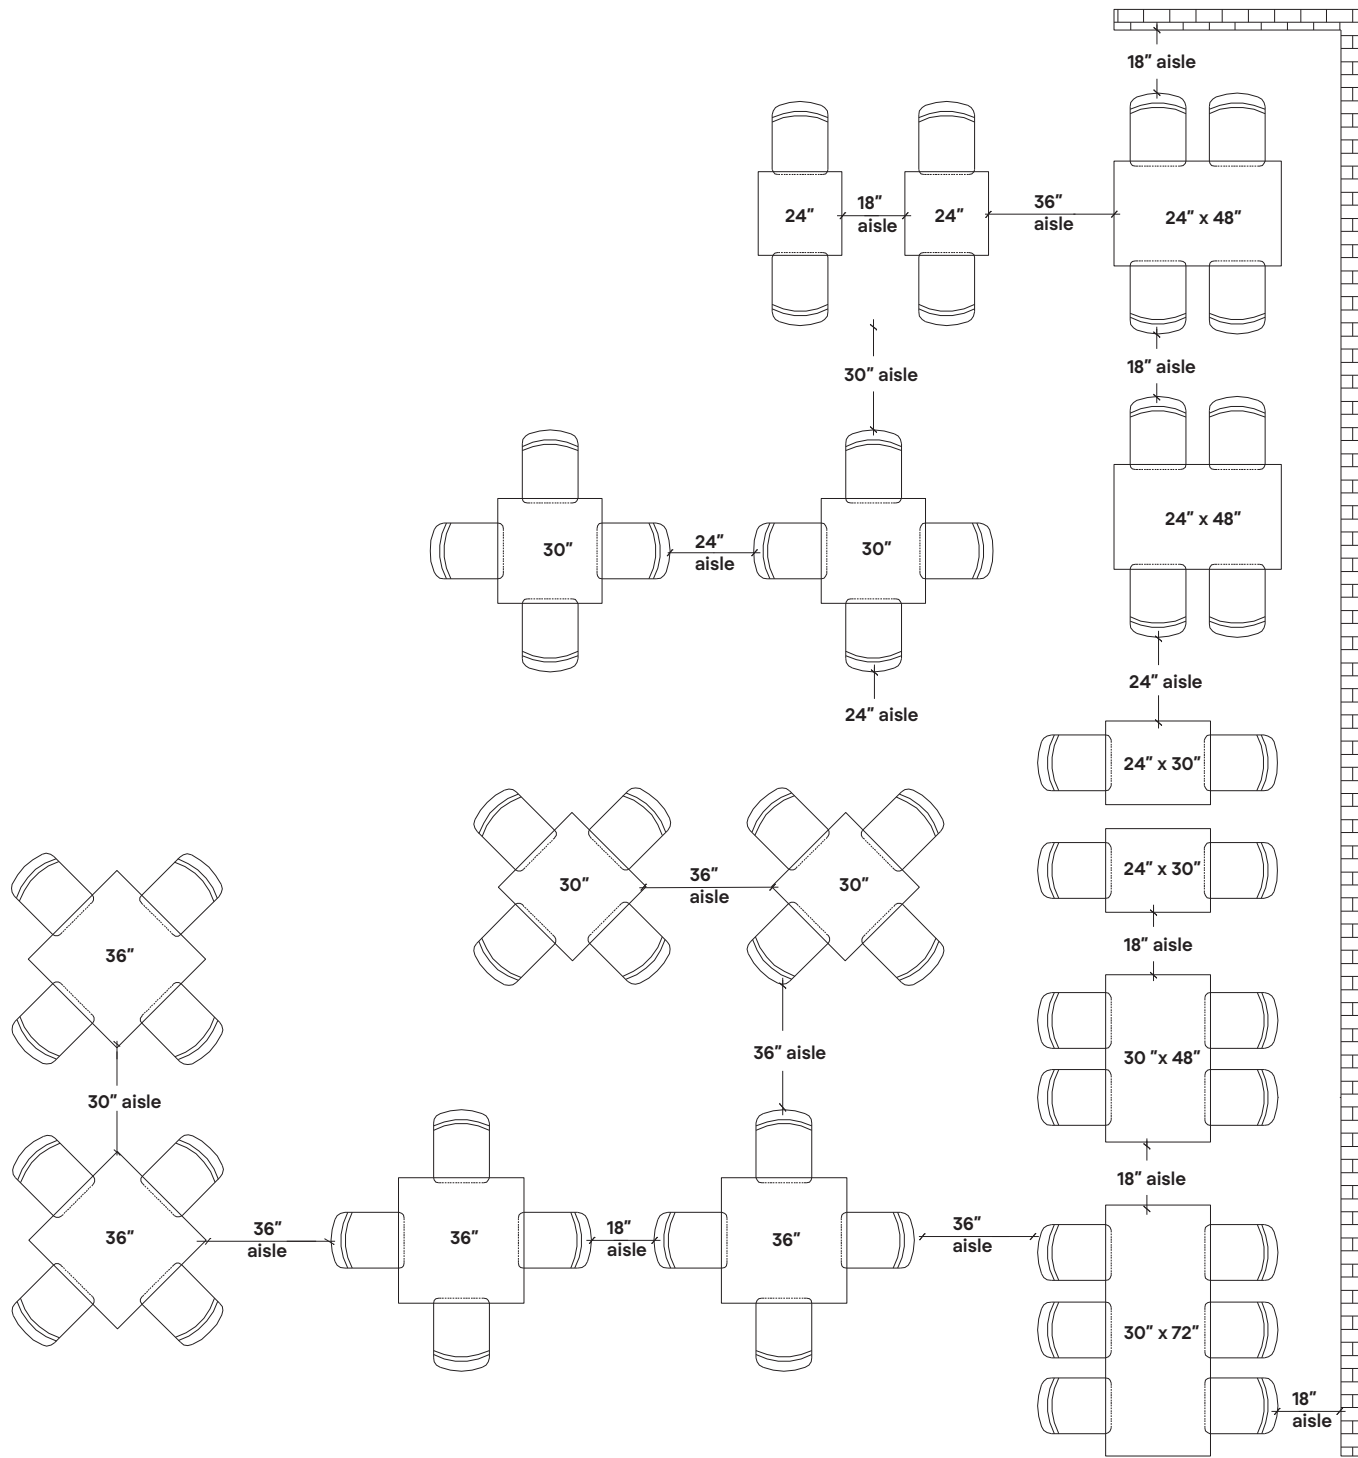 18" aisle
24"
18"
aisle
24"
36"
aisle
24" x 48"
30" aisle
18" aisle
24" x 48"
30"
24"
aisle
30"
24" aisle
24" aisle
24" x 30"
24" x 30"
30"
36"
aisle
30"
18" aisle
36"
36" aisle
30 "x 48"
30" aisle
18" aisle
36"
36"
aisle
36"
18"
aisle
36"
36"
aisle
30" x 72"
18"
aisle